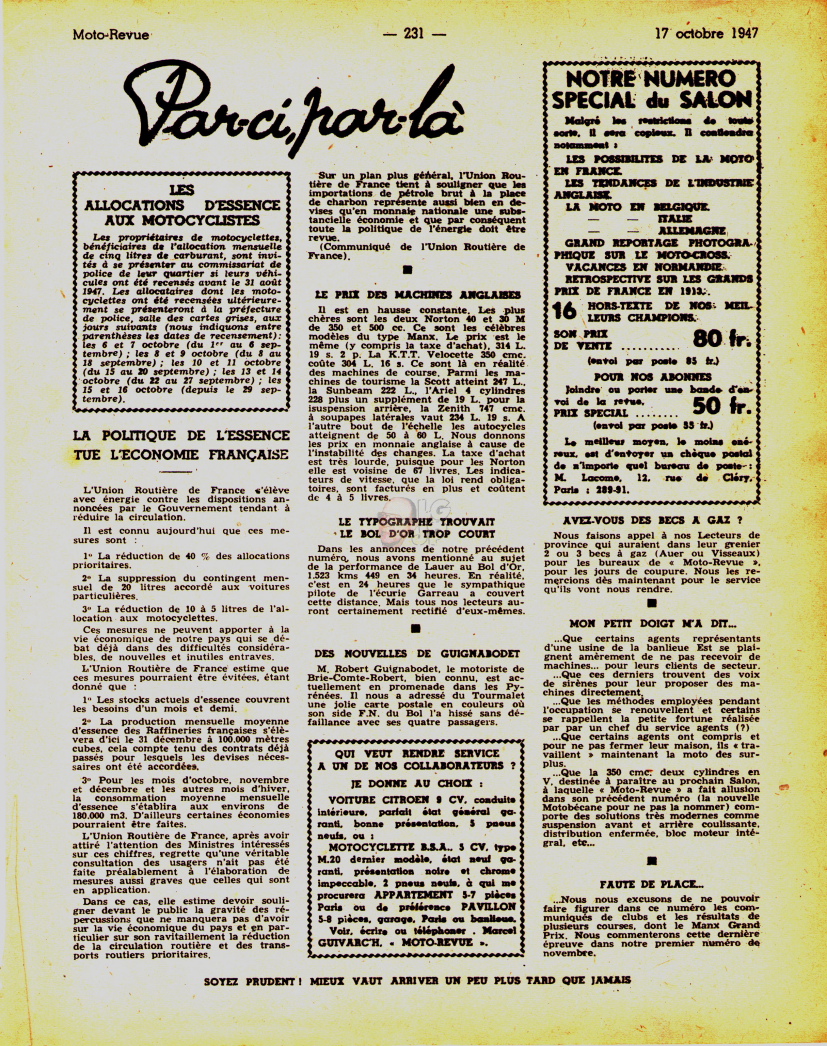 Moto-Revue
— 231 —
17 octobre 1947
Par-ci, par-là
LES
ALLOCATIONS D'ESSENCE
AUX MOTOCYCLISTES
Les propriétaires de motocyclettes,
bénéficiaires de l'allocation mensuelle
de cinq litres de carburant, sont invi-
tés à se présenter au commissariat de
police de leur quartier si leurs véhi-
cules ont été recensés avant le 31 août
1947. Les allocataires dont les moto-
cyclettes ont été recensées ultérieure-
ment se présenteront à la préfecture
de police, salle des cartes grises, aux
jours suivants (nous indiquons entre
parenthèses les dates de recensement):
les 6 et 7 octobre (du 1er au 6 sep-
tembre) ; les 8 et 9 octobre (du 8 au
18 septembre) ; les 10 et 11 octobre
(du 15 au 20 septembre) ; les 13 et 14
octobre (du 22 au 27 septembre) ; les
15 et 16 octobre (depuis le 29 sep-
tembre).
LA POLITIQUE DE L'ESSENCE
TUE L'ECONOMIE FRANÇAISE
L'Union Routière de France s'élève
avec énergie contre les dispositions an-
noncées par le Gouvernement tendant à
réduire la circulation.
Il est connu aujourd'hui que ces me-
sures sont :
1° La réduction de 40 % des allocations
prioritaires.
2° La suppression du contingent men-
suel de 20 litres accordé aux voitures
particulières.
3° La réduction de 10 à 5 litres de l'al-
location aux motocyclettes.
Ces mesures ne peuvent apporter à la
vie économique de notre pays qui se dé-
bat déjà dans des difficultés considéra-
bles, de nouvelles et inutiles entraves.
L'Union Routière de France estime que
ces mesures pourraient être évitées, étant
donné que :
1° Les stocks actuels d'essence couvrent
les besoins d'un mois et demi.
2° La production mensuelle moyenne
d'essence des Raffineries françaises s'élè-
vera d'ici le 31 décembre à 100.000 mètres
cubes, cela compte tenu des contrats déjà
passés pour lesquels les devises néces-
saires ont été accordées.
3° Pour les mois d'octobre, novembre
et décembre et les autres mois d'hiver,
la consommation moyenne mensuelle
d'essence s'établira aux environs de
180.000 m3. D'ailleurs certaines économies
pourraient être faites.
L'Union Routière de France, après avoir
attiré l'attention des Ministres intéressés
sur ces chiffres, regrette qu'une véritable
consultation des usagers n'ait pas été
faite préalablement à l'élaboration de
mesures aussi graves que celles qui sont
en application.
Dans ce cas, elle estime devoir souli-
gner devant le public la gravité des ré-
percussions que ne manquera pas d'avoir
sur la vie économique du pays et en par-
ticulier sur son ravitaillement la réduction
de la circulation routière et des trans-
ports routiers prioritaires.
Sur un plan plus général, l'Union Rou-
tière de France tient à souligner que les
importations de pétrole brut à la place
de charbon représente aussi bien en de-
vises qu'en monnaie nationale une subs-
tancielle économie et que par conséquent
toute la politique de l'énergie doit être
revue.
(Communiqué de l'Union Routière de
France).
LE PRIX DES MACHINES ANGLAISES
Il est en hausse constante. Les plus
chères sont les deux Norton 40 et 30 M
de 350 et 500 cc. Ce sont les célèbres
modèles du type Manx. Le prix est le
même (y compris la taxe d'achat), 314 L.
19 s. 2 p. La K.T.T. Velocette 350 cmc.
coûte 304 L. 16 s. Ce sont là en réalité
des machines de course. Parmi les ma-
chines de tourisme la Scott atteint 247 L.,
la Sunbeam 222 L., l'Ariel 4 cylindres
228 plus un supplément de 19 L. pour la
suspension arrière, la Zenith 747 cmc.
à soupapes latérales vaut 234 L. 19 s. A
l'autre bout de l'échelle les autocycles
atteignent de 50 à 60 L. Nous donnons
les prix en monnaie anglaise à cause de
l'instabilité des changes. La taxe d'achat
est très lourde, puisque pour les Norton
elle est voisine de 67 livres. Les indica-
teurs de vitesse, que la loi rend obliga-
toires, sont facturés en plus et coûtent
de 4 à 5 livres.
LE TYPOGRAPHE TROUVAIT
LE BOL D'OR TROP COURT
Dans les annonces de notre précédent
numéro, nous avons mentionné au sujet
de la performance de Lauer au Bol d'Or,
1.523 kms 449 en 34 heures. En réalité,
c'est en 24 heures que le sympathique
pilote de l'écurie Garreau a couvert
cette distance. Mais tous nos lecteurs au-
ront certainement rectifié d'eux-mêmes.
DES NOUVELLES DE GUIGNABODET
M. Robert Guignabodet, le motoriste de
Brie-Comte-Robert, bien connu, est ac-
tuellement en promenade dans les Py-
rénées. Il nous a adressé du Tourmalet
une jolie carte postale en couleurs où
son side F.N. du Bol l'a hissé sans dé-
faillance avec ses quatre passagers.
QUI VEUT RENDRE SERVICE
A UN DE NOS COLLABORATEURS ?
JE DONNE AU CHOIX :
VOITURE CITROEN 9 CV. conduite
intérieure, parfait état général ga-
ranti, bonne présentation, 5 pneus
neufs, ou :
MOTOCYCLETTE B.S.A., 5 CV. type
M.20 dernier modèle, état neuf ga-
ranti, présentation noire et chrome
impeccable, 2 pneus neufs, à qui me
procurera APPARTEMENT 5-7 pièces
Paris ou de préférence PAVILLON
5-8 pièces, garage, Paris ou banlieue.
Voir, écrire ou téléphoner . Marcel
GUIVARC'H, « MOTO-REVUE ».
NOTRE NUMERO
SPECIAL du SALON
Malgré les restrictions de toute
sorte, il sera copieux. Il contiendra
notamment :
LES POSSIBILITES DE LA MOTO
EN FRANCE.
LES TENDANCES DE L'INDUSTRIE
ANGLAISE.
LA MOTO EN BELGIQUE.
— — ITALIE
— — ALLEMAGNE
GRAND REPORTAGE PHOTOGRA-
PHIQUE SUR LE MOTO-CROSS.
VACANCES EN NORMANDIE.
RETROSPECTIVE SUR LES GRANDS
PRIX DE FRANCE EN 1913.
16 HORS-TEXTE DE NOS MEIL-
LEURS CHAMPIONS.
SON PRIX
DE VENTE .......... 80 fr.
(envoi par poste 85 fr.)
POUR NOS ABONNES
Joindre ou porter une bande d'en-
voi de la revue.
PRIX SPECIAL ........ 50 fr.
(envoi par poste 55 fr.)
Le meilleur moyen, le moins oné-
reux, est d'envoyer un chèque postal
de n'importe quel bureau de poste :
M. Lacome, 12, rue de Cléry,
Paris : 289-91.
AVEZ-VOUS DES BECS A GAZ ?
Nous faisons appel à nos Lecteurs de
province qui auraient dans leur grenier
2 ou 3 becs à gaz (Auer ou Visseaux)
pour les bureaux de « Moto-Revue »,
pour les jours de coupure. Nous les re-
mercions dès maintenant pour le service
qu'ils vont nous rendre.
MON PETIT DOIGT M'A DIT...
...Que certains agents représentants
d'une usine de la banlieue Est se plai-
gnent amèrement de ne pas recevoir de
machines... pour leurs clients de secteur.
...Que ces derniers trouvent des voix
de sirènes pour leur proposer des ma-
chines directement.
...Que les méthodes employées pendant
l'occupation se renouvellent et certains
se rappellent la petite fortune réalisée
par par un chef du service agents (?)
...Que certains agents ont compris et
pour ne pas fermer leur maison, ils « tra-
vaillent » maintenant la moto des sur-
plus.
...Que la 350 cmc. deux cylindres en
V, destinée à paraître au prochain Salon,
à laquelle « Moto-Revue » a fait allusion
dans son précédent numéro (la nouvelle
Motobécane pour ne pas la nommer) com-
porte des solutions très modernes comme
suspension avant et arrière coulissante,
distribution enfermée, bloc moteur inté-
gral, etc...
FAUTE DE PLACE...
...Nous nous excusons de ne pouvoir
faire figurer dans ce numéro les com-
muniqués de clubs et les résultats de
plusieurs courses, dont le Manx Grand
Prix. Nous commenterons cette dernière
épreuve dans notre premier numéro de
novembre.
SOYEZ PRUDENT ! MIEUX VAUT ARRIVER UN PEU PLUS TARD QUE JAMAIS